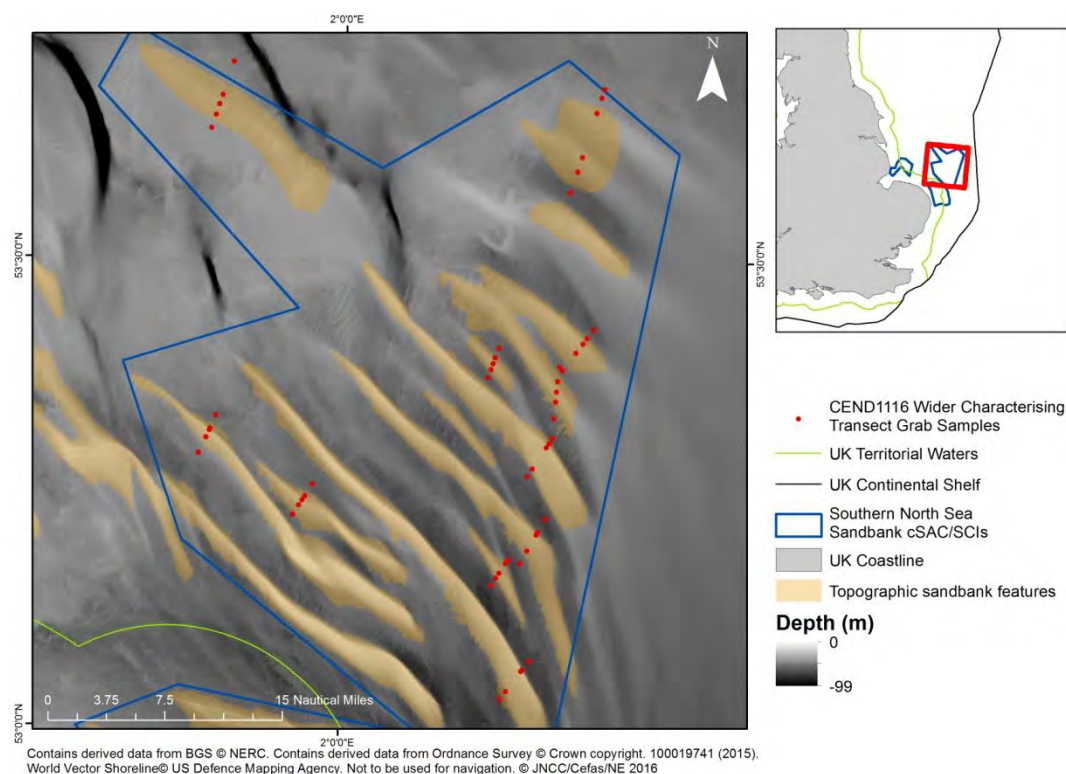 2°0'0"E
N
53°30'0"N
53°30'0"N
CEND1116 Wider Characterising
Transect Grab Samples
UK Territorial Waters
UK Continental Shelf
Southern North Sea
Sandbank cSAC/SCIs
UK Coastline
Topographic sandbank features
Depth (m)
0
-99
0 3.75 7.5 15 Nautical Miles
53°0'0"N
2°0'0"E
Contains derived data from BGS © NERC. Contains derived data from Ordnance Survey © Crown copyright. 100019741 (2015).
World Vector Shoreline© US Defence Mapping Agency. Not to be used for navigation. © JNCC/Cefas/NE 2016